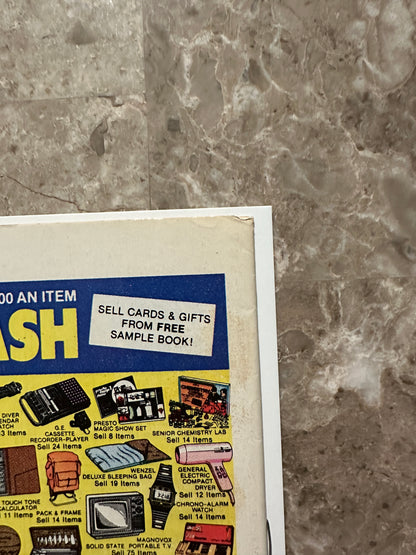 00 AN ITEM
ASH
SELL CARDS & GIFTS
FROM FREE
SAMPLE BOOK!
DIVER
ENDAR
ATCH
3 Items
G.E.
CASSETTE
RECORDER-PLAYER
Sell 24 Items
PRESTO
MAGIC SHOW SET
Sell 8 Items
SENIOR CHEMISTRY LAB
Sell 14 Items
TOUCH TONE
CALCULATOR
11 Items
PACK & FRAME
Sell 14 Items
WENZEL
DELUXE SLEEPING BAG
Sell 19 Items
GENERAL
ELECTRIC
COMPACT
DRYER
Sell 12 Items
CHRONO-ALARM
WATCH
Sell 14 Items
MAGNOVOX
SOLID STATE PORTABLE T.V.
Sell 75 Items